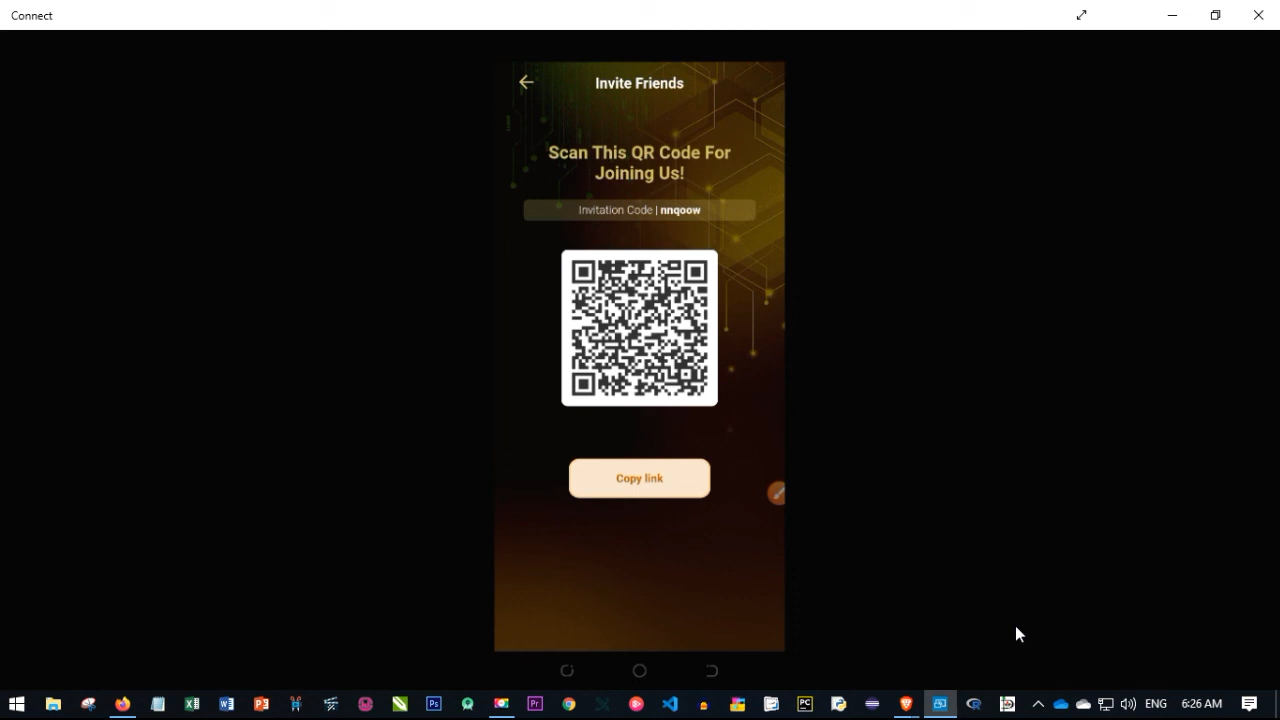 Connect
Invite Friends
Scan This QR Code For
Joining Us!
Invitation Code | nnqoow
Copy link
ENG
6:26 AM